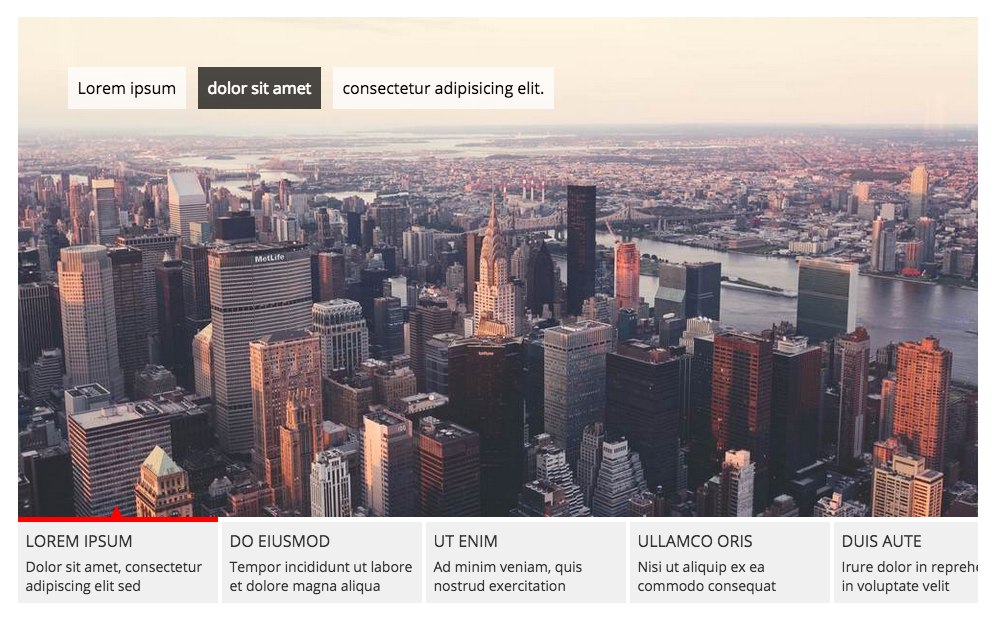 Lorem ipsum
dolor sit amet
consectetur adipisicing elit.
MetLife
LOREM IPSUM
Dolor sit amet, consectetur
adipiscing elit sed
DO EIUSMOD
Tempor incididunt ut labore
et dolore magna aliqua
UT ENIM
Ad minim veniam, quis
nostrud exercitation
ULLAMCO ORIS
Nisi ut aliquip ex ea
commodo consequat
DUIS AUTE
Irure dolor in reprehe
in voluptate velit